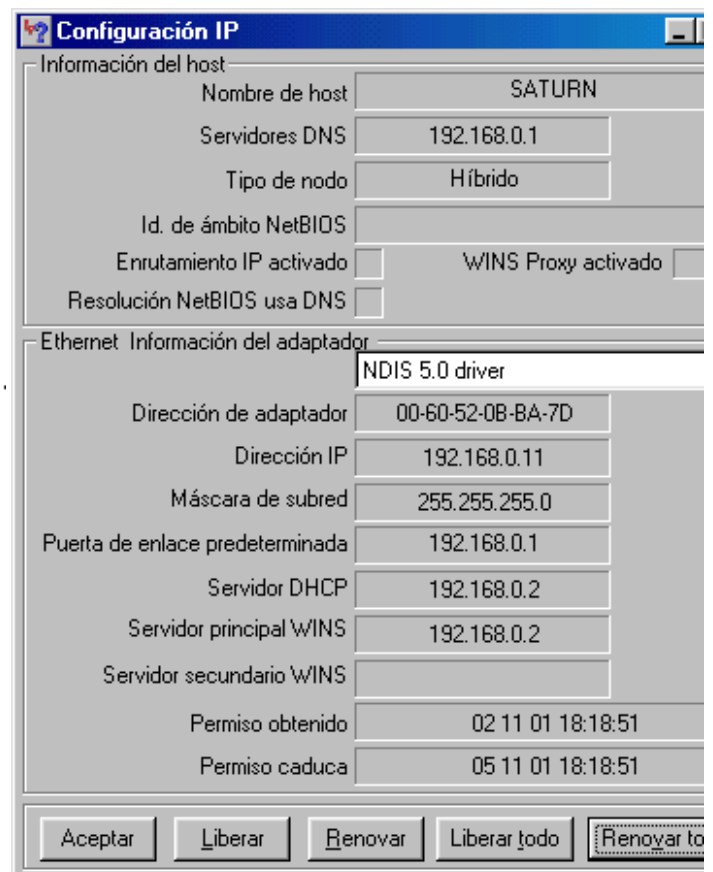 Configuración IP
Información del host
Nombre de host SATURN
Servidores DNS 192.168.0.1
Tipo de nodo Híbrido
Id. de ámbito NetBIOS
Enrutamiento IP activado WINS Proxy activado
Resolución NetBIOS usa DNS
Ethernet Información del adaptador
NDIS 5.0 driver
Dirección de adaptador 00-60-52-0B-BA-7D
Dirección IP 192.168.0.11
Máscara de subred 255.255.255.0
Puerta de enlace predeterminada 192.168.0.1
Servidor DHCP 192.168.0.2
Servidor principal WINS 192.168.0.2
Servidor secundario WINS
Permiso obtenido 02 11 01 18:18:51
Permiso caduca 05 11 01 18:18:51
Aceptar Liberar Renovar Liberar todo Renovar to